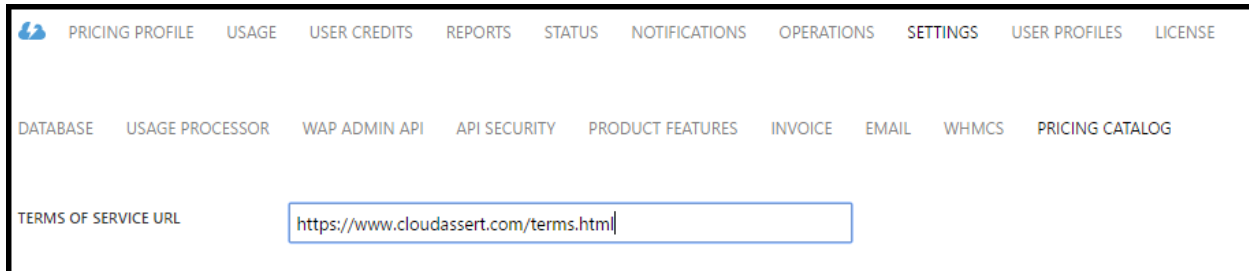 PRICING PROFILE USAGE USER CREDITS REPORTS STATUS NOTIFICATIONS OPERATIONS SETTINGS USER PROFILES LICENSE
DATABASE USAGE PROCESSOR WAP ADMIN API API SECURITY PRODUCT FEATURES INVOICE EMAIL WHMCS PRICING CATALOG
TERMS OF SERVICE URL https://www.cloudassert.com/terms.html